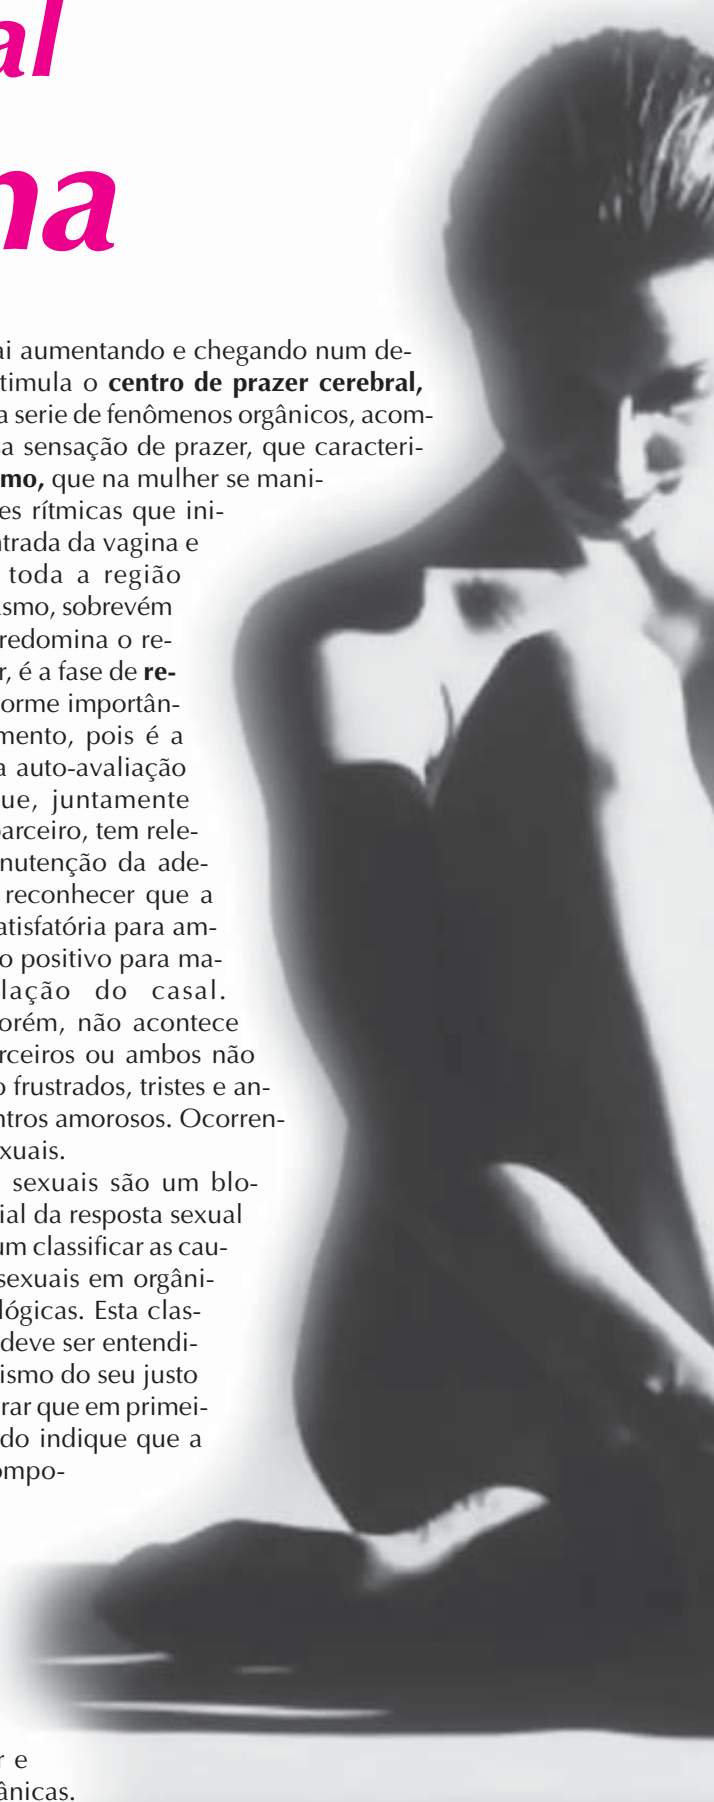 al
na
ai aumentando e chegando num de-
timula o centro de prazer cerebral,
a serie de fenômenos orgânicos, acom-
a sensação de prazer, que caracteri-
mo, que na mulher se mani-
es rítmicas que ini-
ntrada da vagina e
toda a região
asmo, sobrevém
redomina o re-
r, é a fase de re-
orme importân-
mento, pois é a
a auto-avaliação
ue, juntamente
parceiro, tem rele-
nutenção da ade-
reconhecer que a
atisfatória para am-
o positivo para ma-
lação do casal.
orém, não acontece
rceiros ou ambos não
o frustrados, tristes e an-
ntros amorosos. Ocorren-
xuais.
sexuais são um blo-
ial da resposta sexual
um classificar as cau-
sexuais em orgâni-
lógicas. Esta clas-
deve ser entendi-
ismo do seu justo
rar que em primei-
do indique que a
ompo-
r e
ânicas.